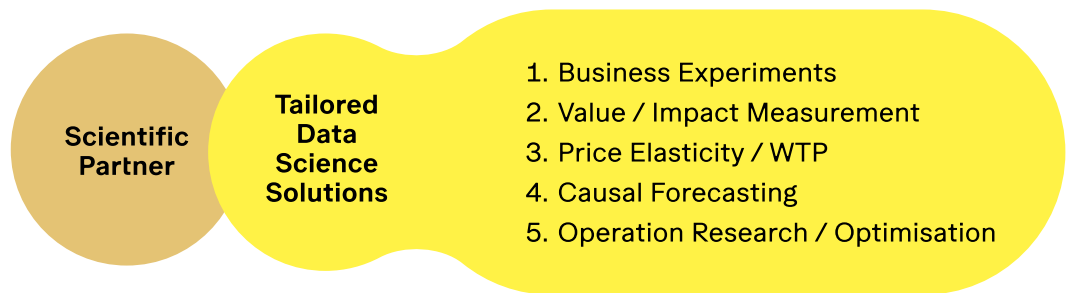 Scientific
Partner
Tailored
Data
Science
Solutions
1. Business Experiments
2. Value / Impact Measurement
3. Price Elasticity / WTP
4. Causal Forecasting
5. Operation Research / Optimisation